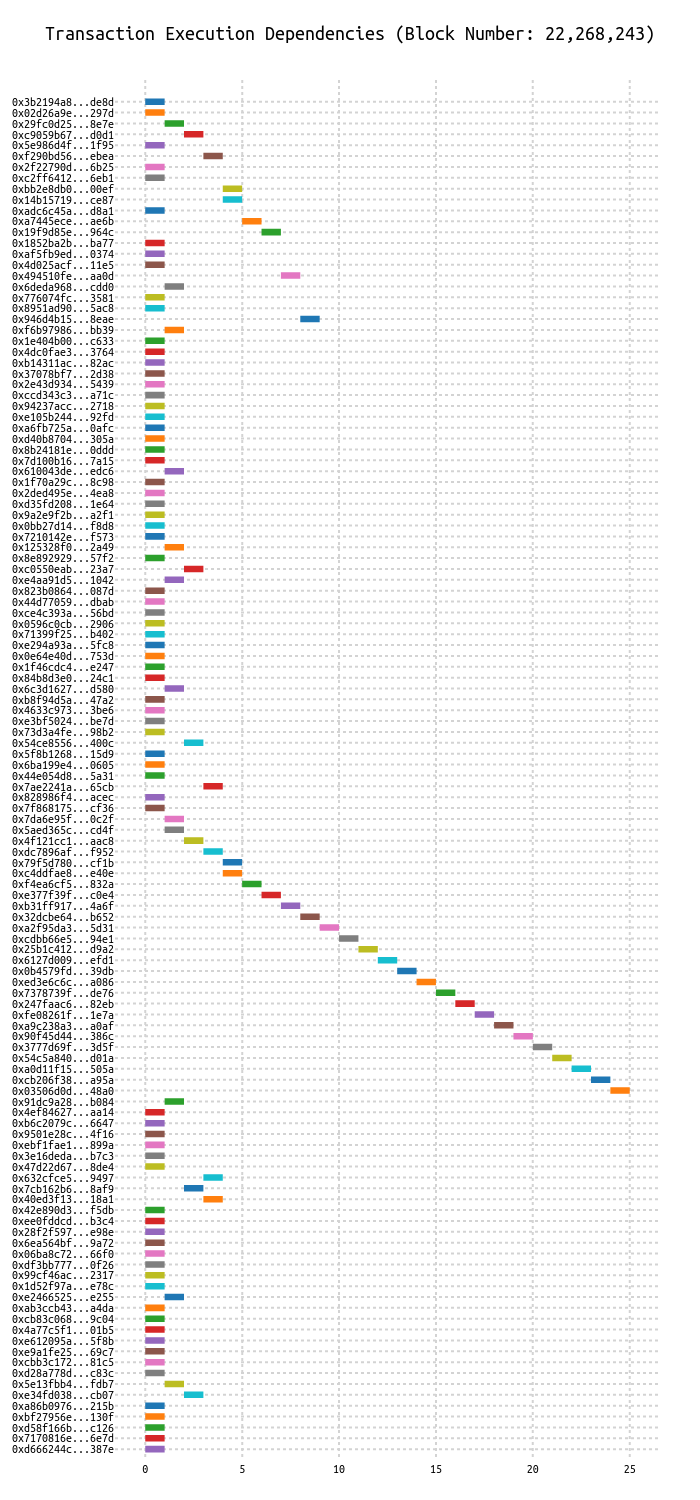 Transaction Execution Dependencies (Block Number: 22,268,243)
0x3b2194a8...de8d
0x02d26a9e...297d
0x29fc0d25...8e7e
0xc9059b67...d0d1
0x5e986d4f...1f95
0xf290bd56...ebea
0x2f22790d...6b25
0xc2ff6412...6eb1
0xbb2e8db0...00ef
0x14b15719...ce87
0xadc6c45a...d8a1
0xa7445ece...ae6b
0x19f9d85e...964c
0x1852ba2b...ba77
0xaf5fb9ed...0374
0x4d025acf...11e5
0x494510fe...aa0d
0x6deda968...cdd0
0x776074fc...3581
0x8951ad90...5ac8
0x946d4b15...8eae
0xf6b97986...bb39
0x1e404b00...c633
0x4dc0fae3...3764
0xb14311ac...82ac
0x37078bf7...2d38
0x2e43d934...5439
0xccd343c3...a71c
0x94237acc...2718
0xe105b244...92fd
0xa6fb725a...0afc
0xd40b8704...305a
0x8b24181e...0ddd
0x7d100b16...7a15
0x610043de...edc6
0x1f70a29c...8c98
0x2ded495e...4ea8
0xd35fd208...1e64
0x9a2e9f2b...a2f1
0x0bb27d14...f8d8
0x7210142e...f573
0x125328f0...2a49
0x8e892929...57f2
0xc0550eab...23a7
0xe4aa91d5...1042
0x823b0864...087d
0x44d77059...dbab
0xce4c393a...56bd
0x0596c0cb...2906
0x71399f25...b402
0xe294a93a...5fc8
0x0e64e40d...753d
0x1f46cdc4...e247
0x84b8d3e0...24c1
0x6c3d1627...d580
0xb8f94d5a...47a2
0x4633c973...3be6
0xe3bf5024...be7d
0x73d3a4fe...98b2
0x54ce8556...400c
0x5f8b1268...15d9
0x6ba199e4...0605
0x44e054d8...5a31
0x7ae2241a...65cb
0x828986f4...acec
0x7f868175...cf36
0x7da6e95f...0c2f
0x5aed365c...cd4f
0x4f121cc1...aac8
0xdc7896af...f952
0x79f5d780...cf1b
0xc4ddfae8...e40e
0xf4ea6cf5...832a
0xe377f39f...c0e4
0xb31ff917...4a6f
0x32dcbe64...b652
0xa2f95da3...5d31
0xcdbb66e5...94e1
0x25b1c412...d9a2
0x6127d009...efd1
0x0b4579fd...39db
0xed3e6c6c...a086
0x7378739f...de76
0x247faac6...82eb
0xfe08261f...1e7a
0xa9c238a3...a0af
0x90f45d44...386c
0x3777d69f...3d5f
0x54c5a840...d01a
0xa0d11f15...505a
0xcb206f38...a95a
0x03506d0d...48a0
0x91dc9a28...b084
0x4ef84627...aa14
0xb6c2079c...6647
0x9501e28c...4f16
0xebf1fae1...899a
0x3e16deda...b7c3
0x47d22d67...8de4
0x632cfce5...9497
0x7cb162b6...8af9
0x40ed3f13...18a1
0x42e890d3...f5db
0xee0fddcd...b3c4
0x28f2f597...e98e
0x6ea564bf...9a72
0x06ba8c72...66f0
0xdf3bb777...0f26
0x99cf46ac...2317
0x1d52f97a...e78c
0xe2466525...e255
0xab3ccb43...a4da
0xcb83c068...9c04
0x4a77c5f1...01b5
0xe612095a...5f8b
0xe9a1fe25...69c7
0xcbb3c172...81c5
0xd28a778d...c83c
0x5e13fbb4...fdb7
0xe34fd038...cb07
0xa86b0976...215b
0xbf27956e...130f
0xd58f166b...c126
0x7170816e...6e7d
0xd666244c...387e
0 5 10 15 20 25